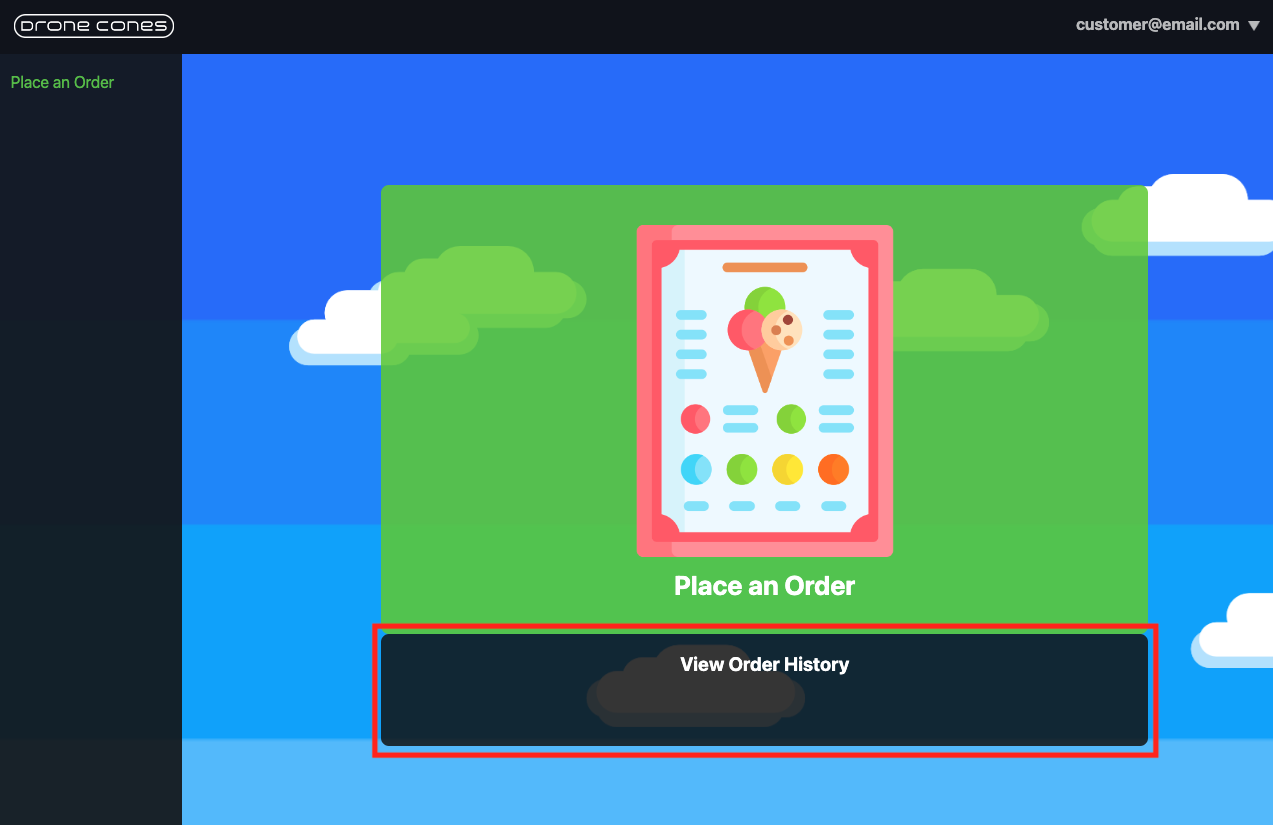 DRONE CONES
customer@email.com ▼
Place an Order
Place an Order
View Order History